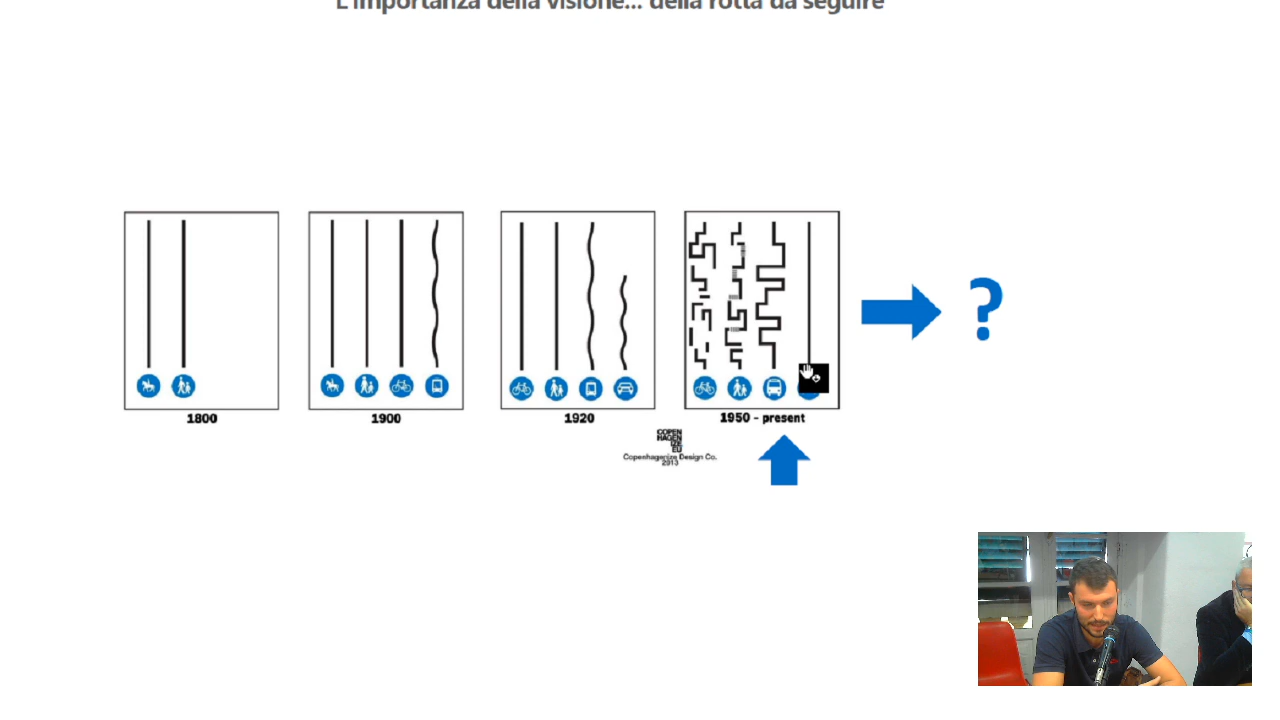 L'importanza della visione... della rotta da seguire
?
1800
1900
1920
1950 - present
COPEN
HAGEN
IZE
EU
Copenhagenize Design Co.
2013